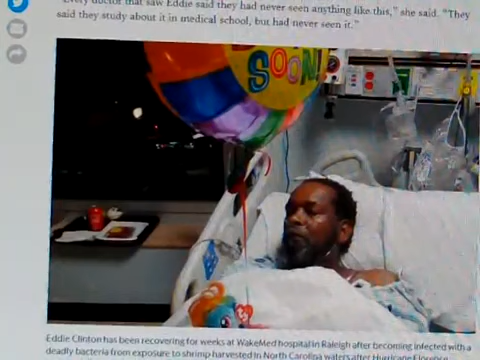 "Every doctor that saw Eddie said they had never seen anything like this," she said. "They
said they study about it in medical school, but had never seen it."
SOON!
Eddie Clinton has been recovering for weeks at WakeMed hospital in Raleigh after becoming infected with a
deadly bacteria from exposure to shrimp harvested in North Carolina waters after Hurricane Florence